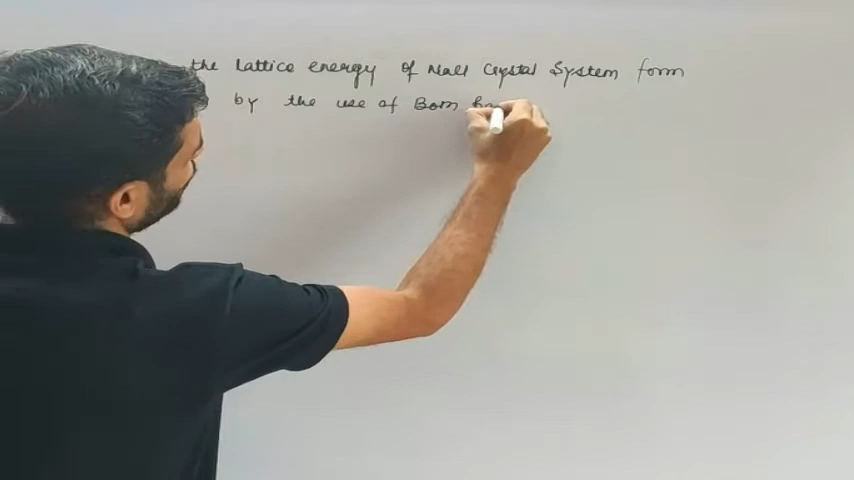 the Lattice energy of Nacl Crystal System form
by the use of Born